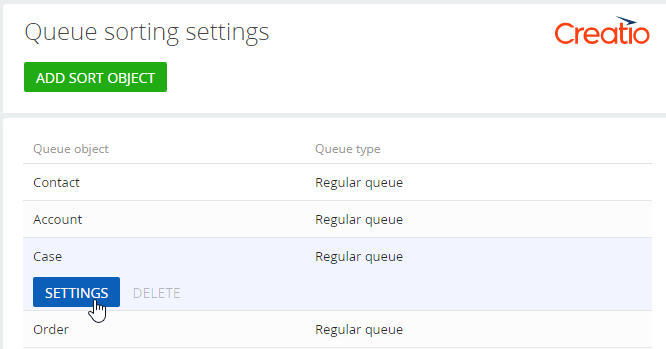 Queue sorting settings
Creatio
ADD SORT OBJECT
Queue object Queue type
Contact Regular queue
Account Regular queue
Case Regular queue
SETTINGS DELETE
Order Regular queue